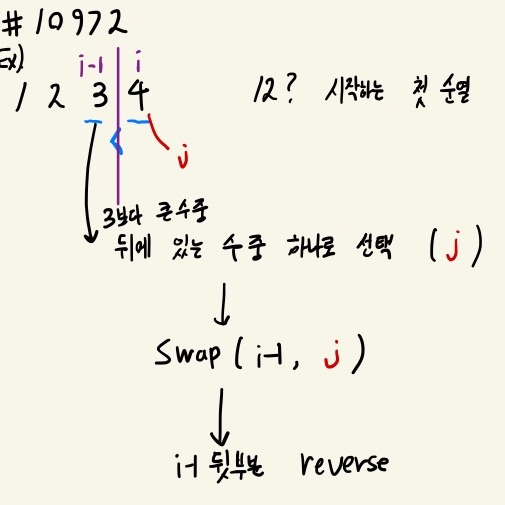 #10972
Ex).
j-1 i
1 2 3 4 12? 시작하는 첫 순열
<
j
3보다 큰수중
뒤에 있는 수 중 하나로 선택 (j)
Swap (i-1, j)
i-1 뒷부분 reverse